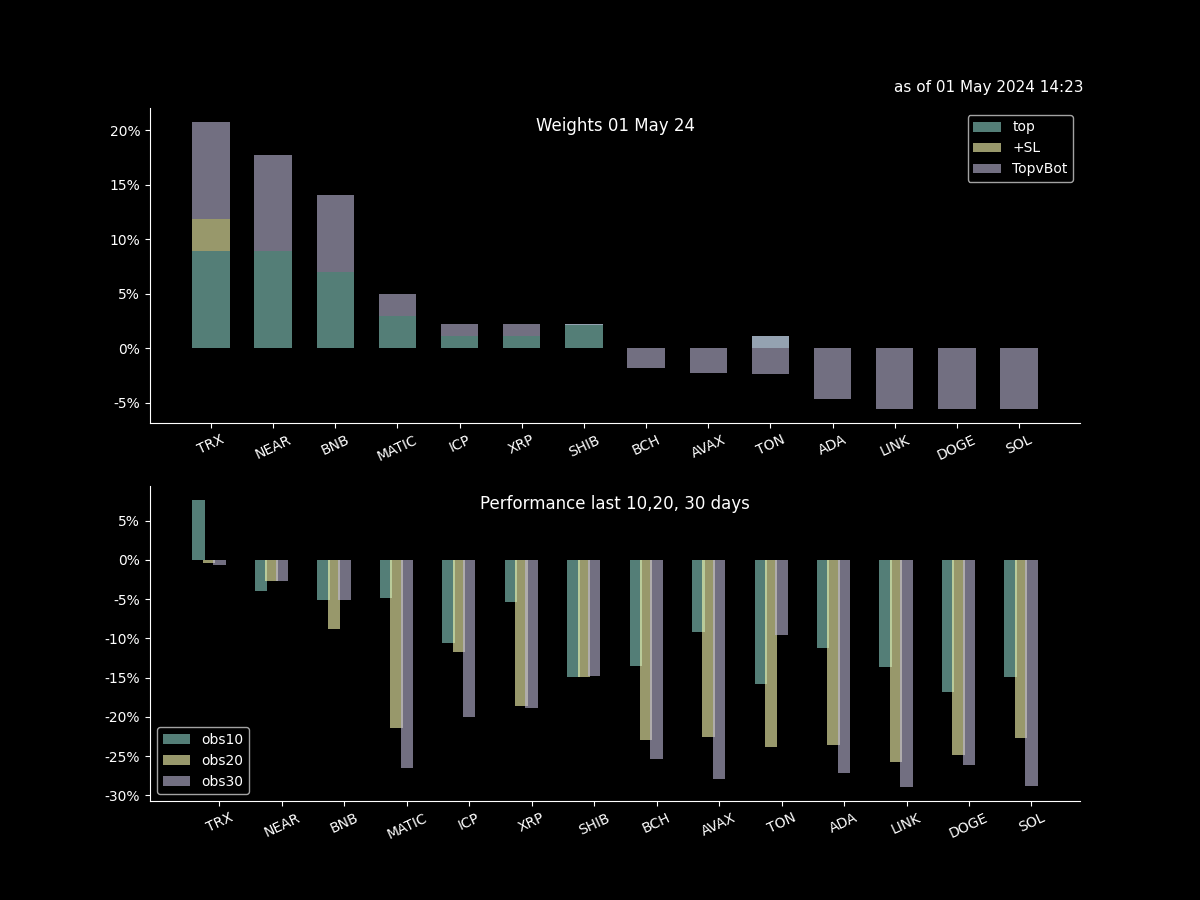 as of 01 May 2024 14:23
Weights 01 May 24
top
+SL
TopvBot
20%
15%
10%
5%
0%
-5%
TRX NEAR BNB MATIC ICP XRP SHIB BCH AVAX TON ADA LINK DOGE SOL
Performance last 10,20, 30 days
5%
0%
-5%
-10%
-15%
-20%
-25%
-30%
obs10
obs20
obs30
TRX NEAR BNB MATIC ICP XRP SHIB BCH AVAX TON ADA LINK DOGE SOL